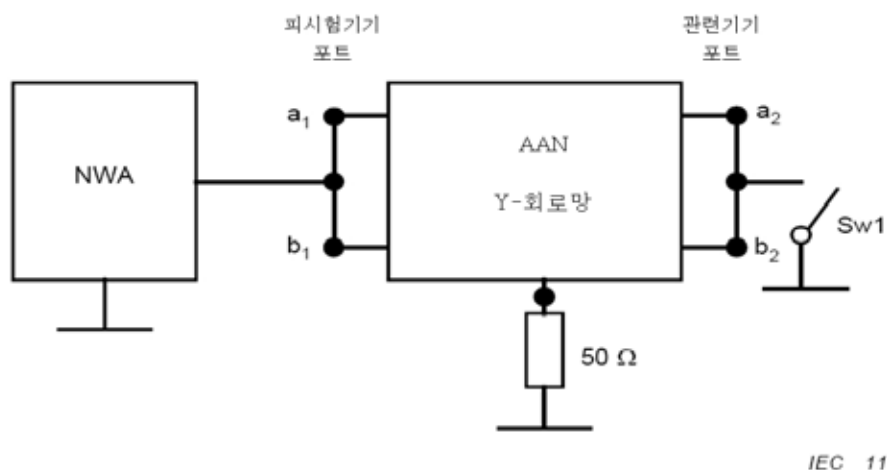 피시험기기
포트
관련기기
포트
NWA
a1
b1
AAN
Y-회로망
a2
b2
Sw1
50 Ω
IEC 11